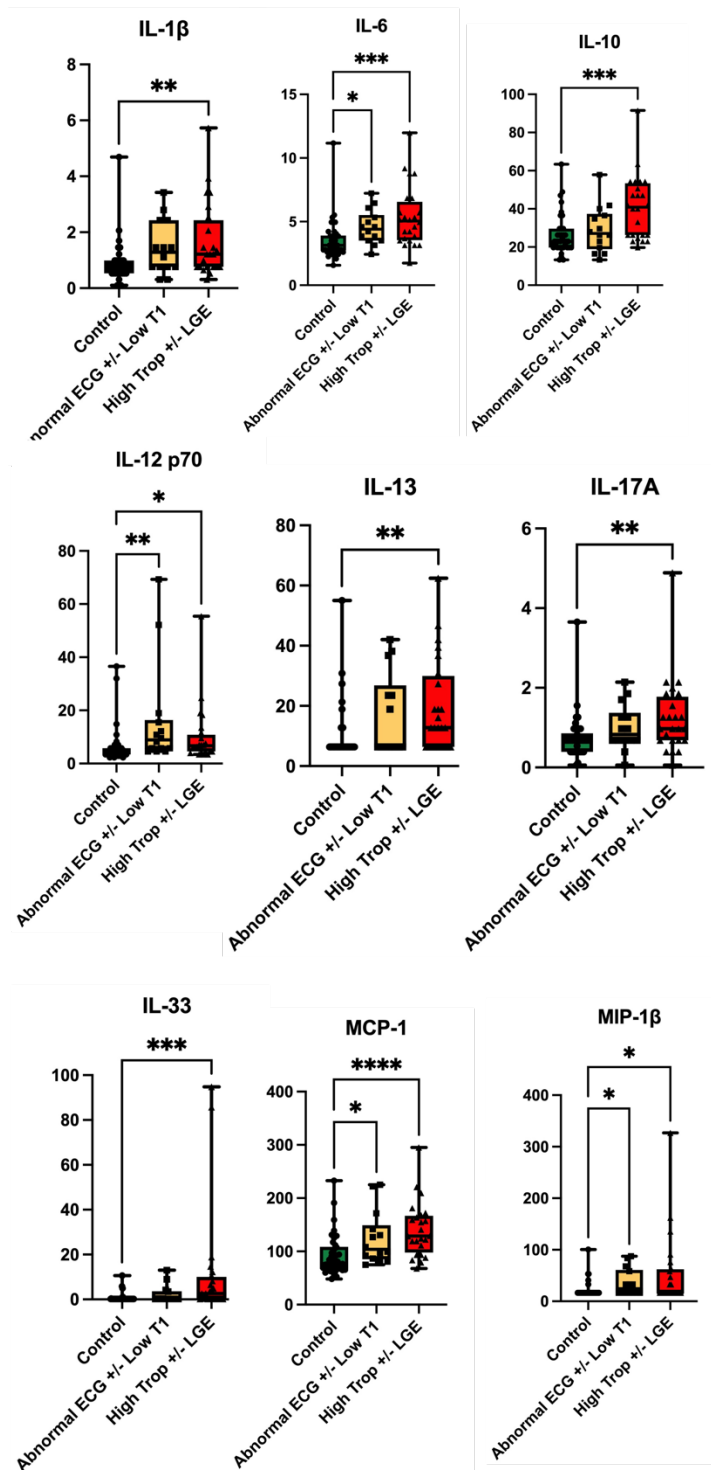 IL-1β
**
8
6
4
2
0
Control
normal ECG +/- Low T1
High Trop +/- LGE
IL-6
***
*
15
10
5
0
Control
Abnormal ECG +/- Low T1
High Trop +/- LGE
IL-10
***
100
80
60
40
20
0
Control
Abnormal ECG +/- Low T1
High Trop +/- LGE
IL-12 p70
*
**
80
60
40
20
0
Control
Abnormal ECG +/- Low T1
High Trop +/- LGE
IL-13
**
80
60
40
20
0
Control
Abnormal ECG +/- Low T1
High Trop +/- LGE
IL-17A
**
6
4
2
0
Control
Abnormal ECG +/- Low T1
High Trop +/- LGE
IL-33
***
100
80
60
40
20
0
Control
Abnormal ECG +/- Low T1
High Trop +/- LGE
MCP-1
****
*
400
300
200
100
0
Control
Abnormal ECG +/- Low T1
High Trop +/- LGE
MIP-1β
*
*
400
300
200
100
0
Control
Abnormal ECG +/- Low T1
High Trop +/- LGE